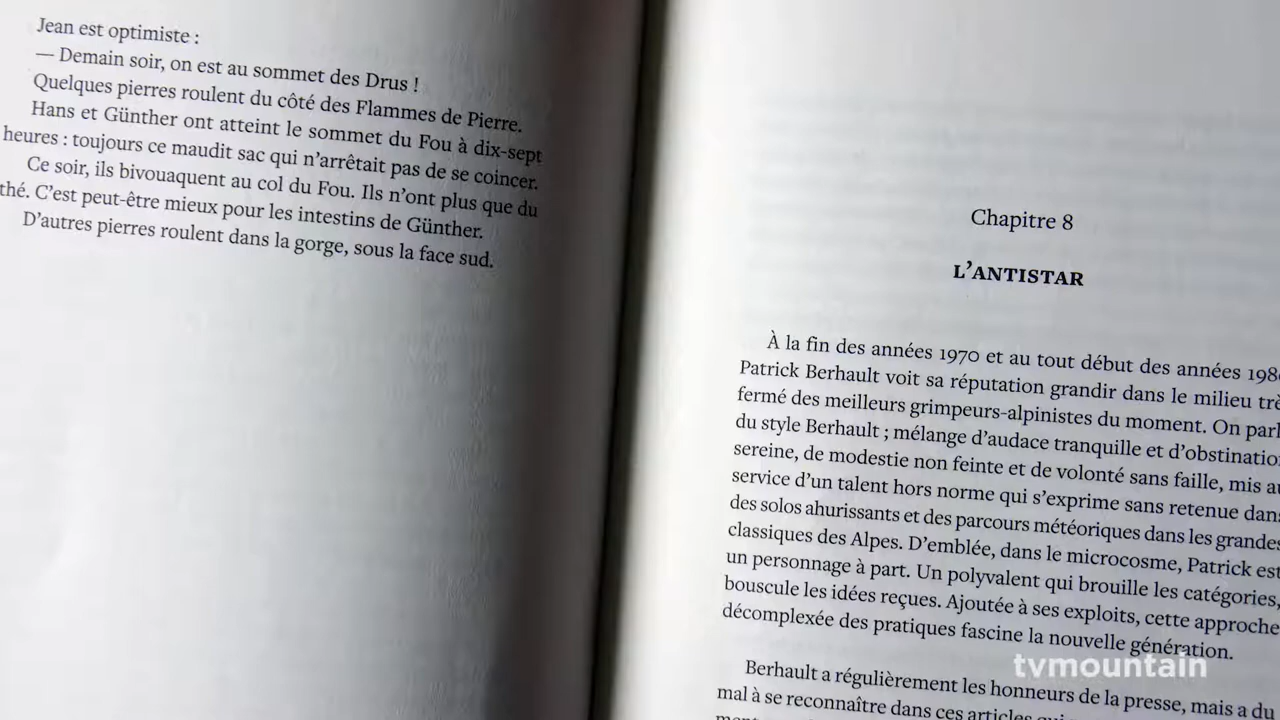 Jean est optimiste :
— Demain soir, on est au sommet des Drus !
Quelques pierres roulent du côté des Flammes de Pierre.
Hans et Günther ont atteint le sommet du Fou à dix-sept
heures : toujours ce maudit sac qui n’arrêtait pas de se coincer.
Ce soir, ils bivouaquent au col du Fou. Ils n’ont plus que du
thé. C’est peut-être mieux pour les intestins de Günther.
D’autres pierres roulent dans la gorge, sous la face sud.
Chapitre 8
L’ANTISTAR
À la fin des années 1970 et au tout début des années 198
Patrick Berhault voit sa réputation grandir dans le milieu trè
fermé des meilleurs grimpeurs-alpinistes du moment. On parl
du style Berhault ; mélange d’audace tranquille et d’obstinatio
sereine, de modestie non feinte et de volonté sans faille, mis au
service d’un talent hors norme qui s’exprime sans retenue dans
des solos ahurissants et des parcours météoriques dans les grandes
classiques des Alpes. D’emblée, dans le microcosme, Patrick est
un personnage à part. Un polyvalent qui brouille les catégories,
bouscule les idées reçues. Ajoutée à ses exploits, cette approche
décomplexée des pratiques fascine la nouvelle génération.
Berhault a régulièrement les honneurs de la presse, mais a du
mal à se reconnaître dans ces articles qui
tvmountain